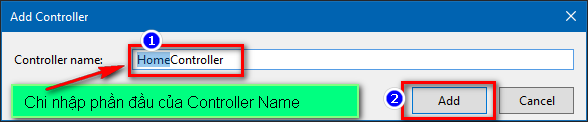 Add Controller
1
Controller name: HomeController
Chỉ nhập phần đầu của Controller Name
2
Add Cancel